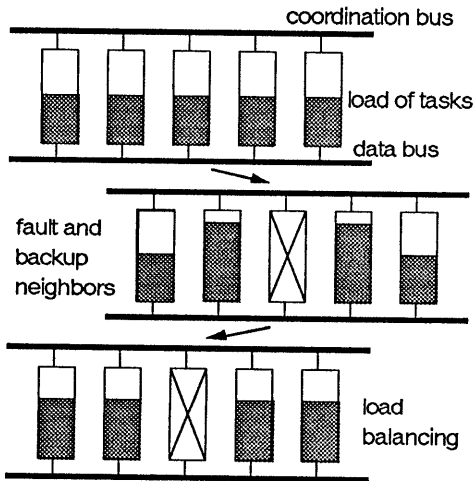 coordination bus
load of tasks
data bus
fault and
backup
neighbors
load
balancing